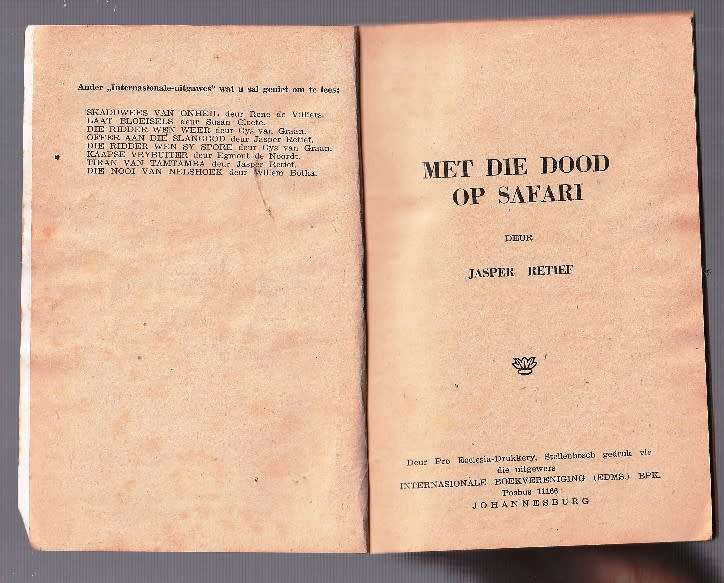 Ander „Internasionale-uitgawes" wat u sal geniet om te lees:
SKADUWEES VAN ONHEIL deur Rene de Villiers.
LAAT BLOEISELS deur Susan Cloete.
DIE RIDDER WEN WEER deur Gys van Graan.
OFFER AAN DIE SLANGGOD deur Jasper Retief.
DIE RIDDER WEN SY SPORE deur Gys van Graan.
KAAPSE VRYBUITER deur Egmont de Noorde.
TIRAN VAN TAMTAMBA deur Jasper Retief.
DIE NOOI VAN NELSHOEK deur Willem Botha.
MET DIE DOOD
OP SAFARI
DEUR
JASPER RETIEF
Deur Pro Ecclesia-Drukkery, Stellenbosch gedruk vir
die uitgewers
INTERNASIONALE BOEKVERENIGING (EDMS.) BPK.
Posbus 11166
JOHANNESBURG